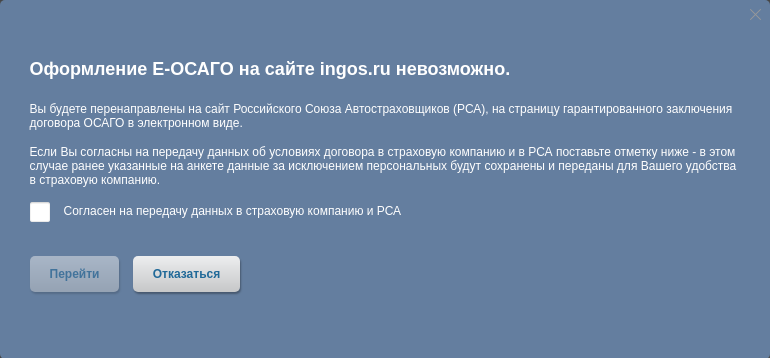 Оформление Е-ОСАГО на сайте ingos.ru невозможно.
Вы будете перенаправлены на сайт Российского Союза Автостраховщиков (РСА), на страницу гарантированного заключения
договора ОСАГО в электронном виде.
Если Вы согласны на передачу данных об условиях договора в страховую компанию и в РСА поставьте отметку ниже - в этом
случае ранее указанные на анкете данные за исключением персональных будут сохранены и переданы для Вашего удобства
в страховую компанию.
Согласен на передачу данных в страховую компанию и РСА
Перейти Отказаться